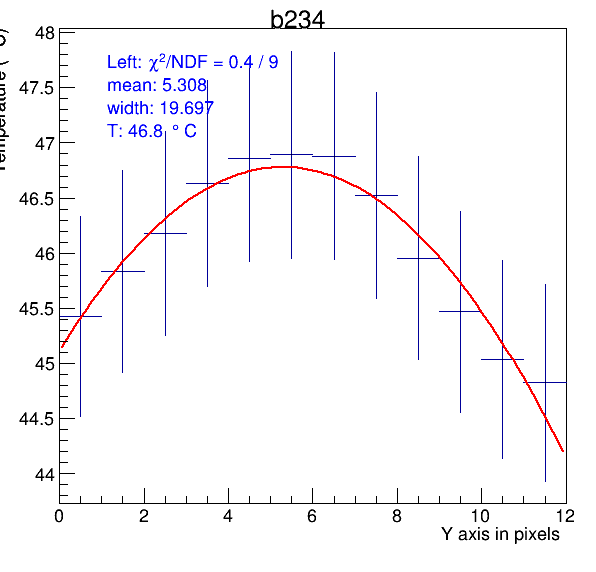 b234
Temperature (°C)
Left: χ²/NDF = 0.4 / 9
mean: 5.308
width: 19.697
T: 46.8 ° C
48
47.5
47
46.5
46
45.5
45
44.5
44
0 2 4 6 8 10 12
Y axis in pixels